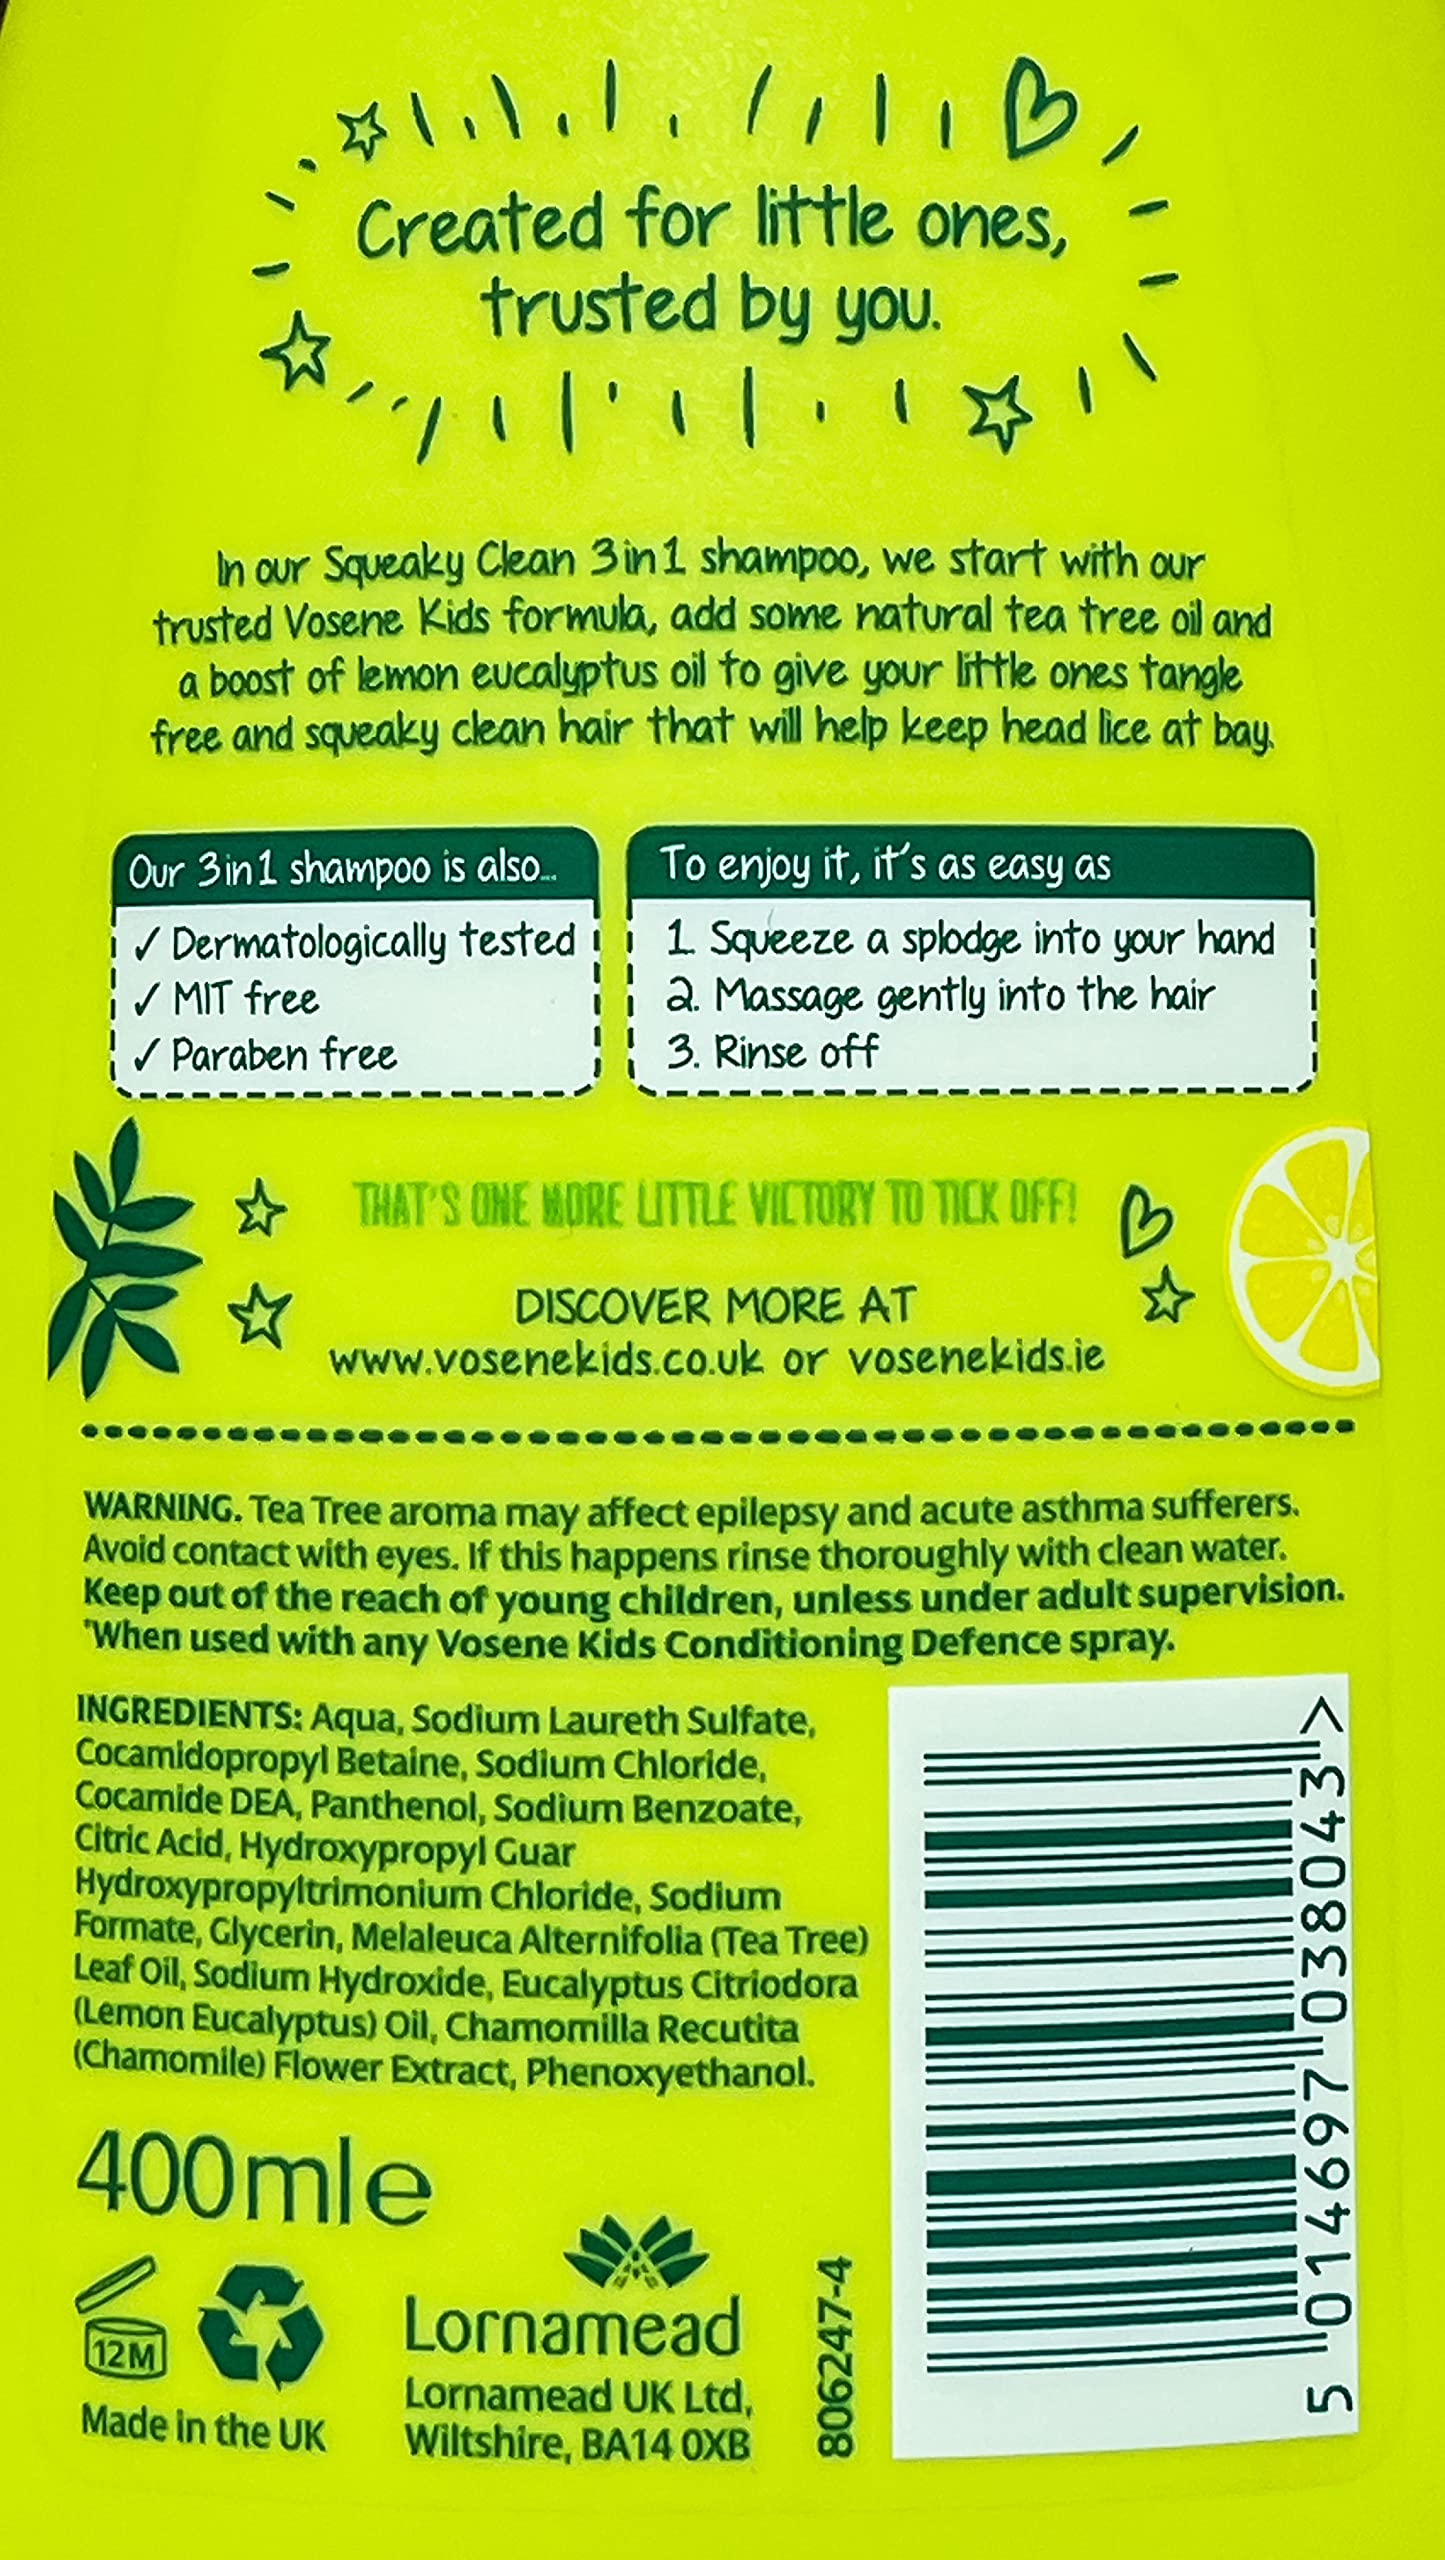 Created for little ones,
trusted by you.
In our Squeaky Clean 3in1 shampoo, we start with our
trusted Vosene Kids formula, add some natural tea tree oil and
a boost of lemon eucalyptus oil to give your little ones tangle
free and squeaky clean hair that will help keep head lice at bay.
Our 3in1 shampoo is also...
✓ Dermatologically tested
✓ MIT free
✓ Paraben free
To enjoy it, it's as easy as
1. Squeeze a splodge into your hand
2. Massage gently into the hair
3. Rinse off
THAT'S ONE MORE LITTLE VICTORY TO TICK OFF!
DISCOVER MORE AT
www.vosenekids.co.uk or vosenekids.ie
WARNING. Tea Tree aroma may affect epilepsy and acute asthma sufferers.
Avoid contact with eyes. If this happens rinse thoroughly with clean water.
Keep out of the reach of young children, unless under adult supervision.
*When used with any Vosene Kids Conditioning Defence spray.
INGREDIENTS: Aqua, Sodium Laureth Sulfate,
Cocamidopropyl Betaine, Sodium Chloride,
Cocamide DEA, Panthenol, Sodium Benzoate,
Citric Acid, Hydroxypropyl Guar
Hydroxypropyltrimonium Chloride, Sodium
Formate, Glycerin, Melaleuca Alternifolia (Tea Tree)
Leaf Oil, Sodium Hydroxide, Eucalyptus Citriodora
(Lemon Eucalyptus) Oil, Chamomilla Recutita
(Chamomile) Flower Extract, Phenoxyethanol.
400ml℮
12M
Made in the UK
Lornamead
Lornamead UK Ltd,
Wiltshire, BA14 0XB
806247-4
5 014697 038043 >